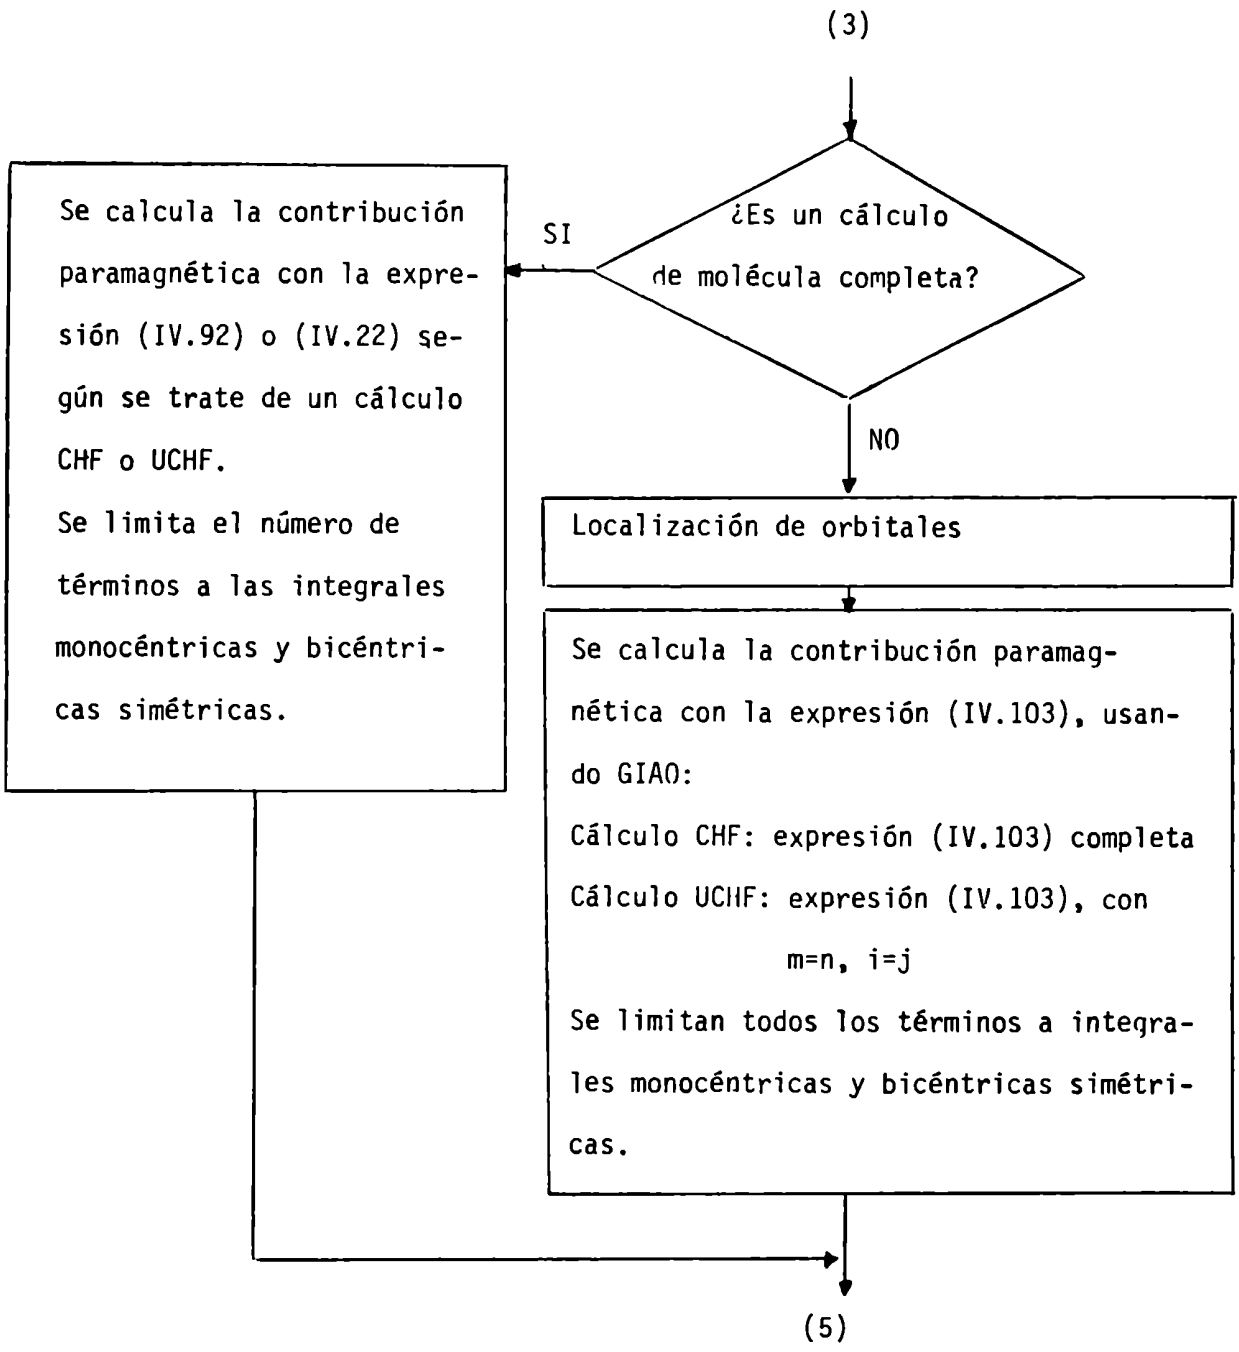 (3)
¿Es un cálculo
de molécula completa?
SI
Se calcula la contribución
paramagnética con la expre-
sión (IV.92) o (IV.22) se-
gún se trate de un cálculo
CHF o UCHF.
Se limita el número de
términos a las integrales
monocéntricas y bicéntri-
cas simétricas.
NO
Localización de orbitales
Se calcula la contribución paramag-
nética con la expresión (IV.103), usan-
do GIAO:
Cálculo CHF: expresión (IV.103) completa
Cálculo UCHF: expresión (IV.103), con
m=n, i=j
Se limitan todos los términos a integra-
les monocéntricas y bicéntricas simétri-
cas.
(5)